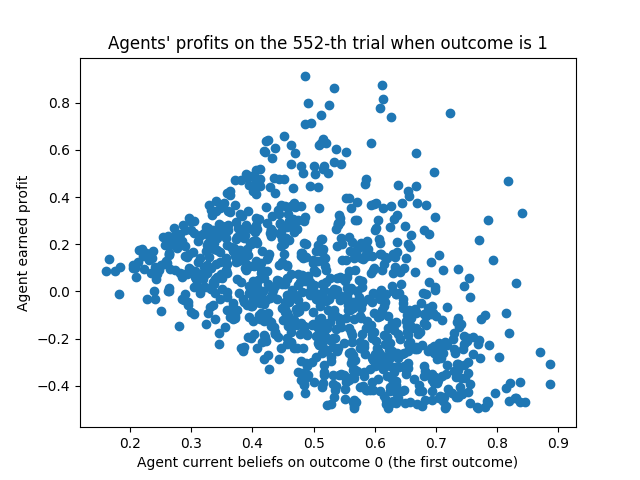 Agents' profits on the 552-th trial when outcome is 1
Agent earned profit
0.8
0.6
0.4
0.2
0.0
−0.2
−0.4
0.2 0.3 0.4 0.5 0.6 0.7 0.8 0.9
Agent current beliefs on outcome 0 (the first outcome)